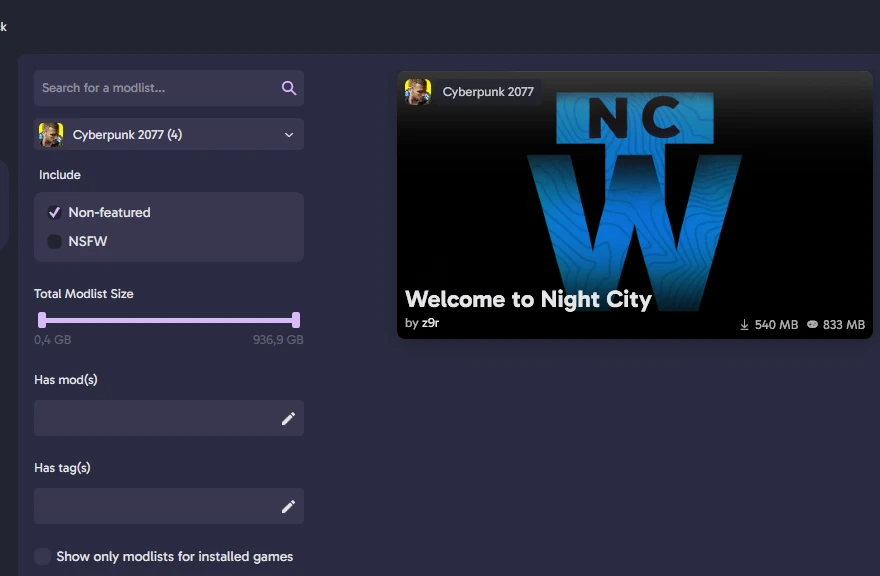 k
Search for a modlist...
Cyberpunk 2077 (4)
Include
Non-featured
NSFW
Total Modlist Size
0,4 GB
936,9 GB
Has mod(s)
Has tag(s)
Show only modlists for installed games
Cyberpunk 2077
NC
W
Welcome to Night City
by z9r
540 MB
833 MB